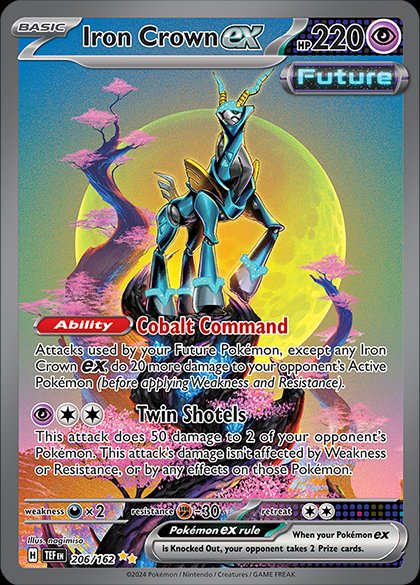 BASIC Iron Crown ex HP 220
Future
Ability Cobalt Command
Attacks used by your Future Pokémon, except any Iron
Crown ex, do 20 more damage to your opponent's Active
Pokémon (before applying Weakness and Resistance).
Twin Shotels
This attack does 50 damage to 2 of your opponent's
Pokémon. This attack's damage isn't affected by Weakness
or Resistance, or by any effects on those Pokémon.
weakness ×2 resistance -30 retreat
Illus. nagimiso
H TEF EN 206/162
Pokémon ex rule When your Pokémon ex
is Knocked Out, your opponent takes 2 Prize cards.
©2024 Pokémon / Nintendo / Creatures / GAME FREAK